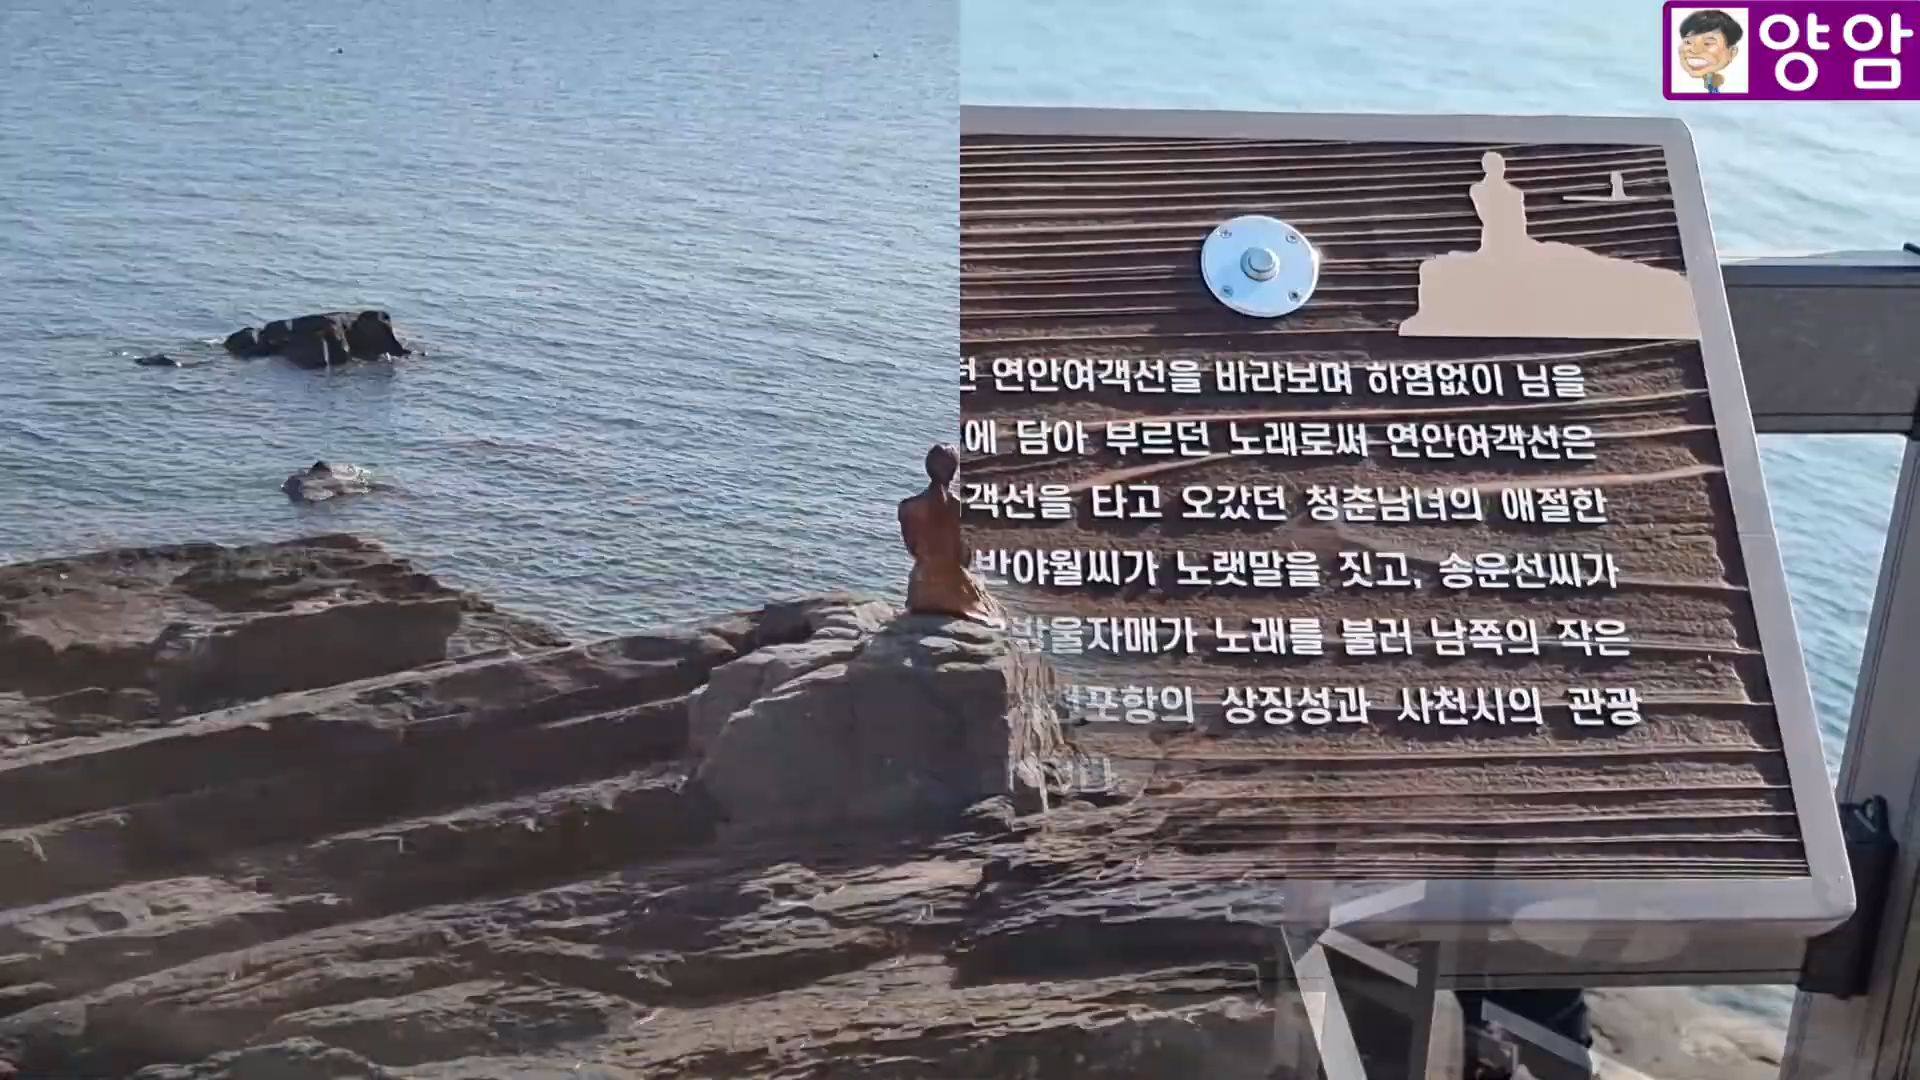 양암
연안여객선을 바라보며 하염없이 님을
에 담아 부르던 노래로써 연안여객선은
객선을 타고 오갔던 청춘남녀의 애절한
반야월씨가 노랫말을 짓고, 송운선씨가
방울자매가 노래를 불러 남쪽의 작은
포항의 상징성과 사천시의 관광